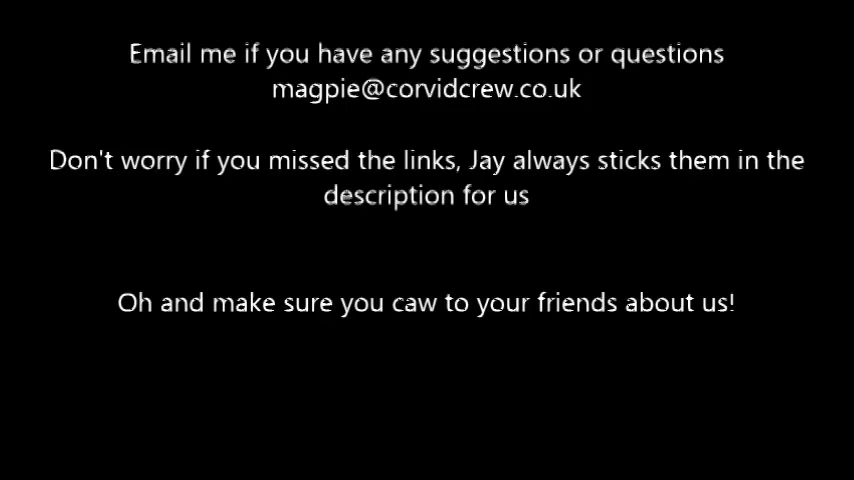 Email me if you have any suggestions or questions
magpie@corvidcrew.co.uk
Don't worry if you missed the links, Jay always sticks them in the
description for us
Oh and make sure you caw to your friends about us!